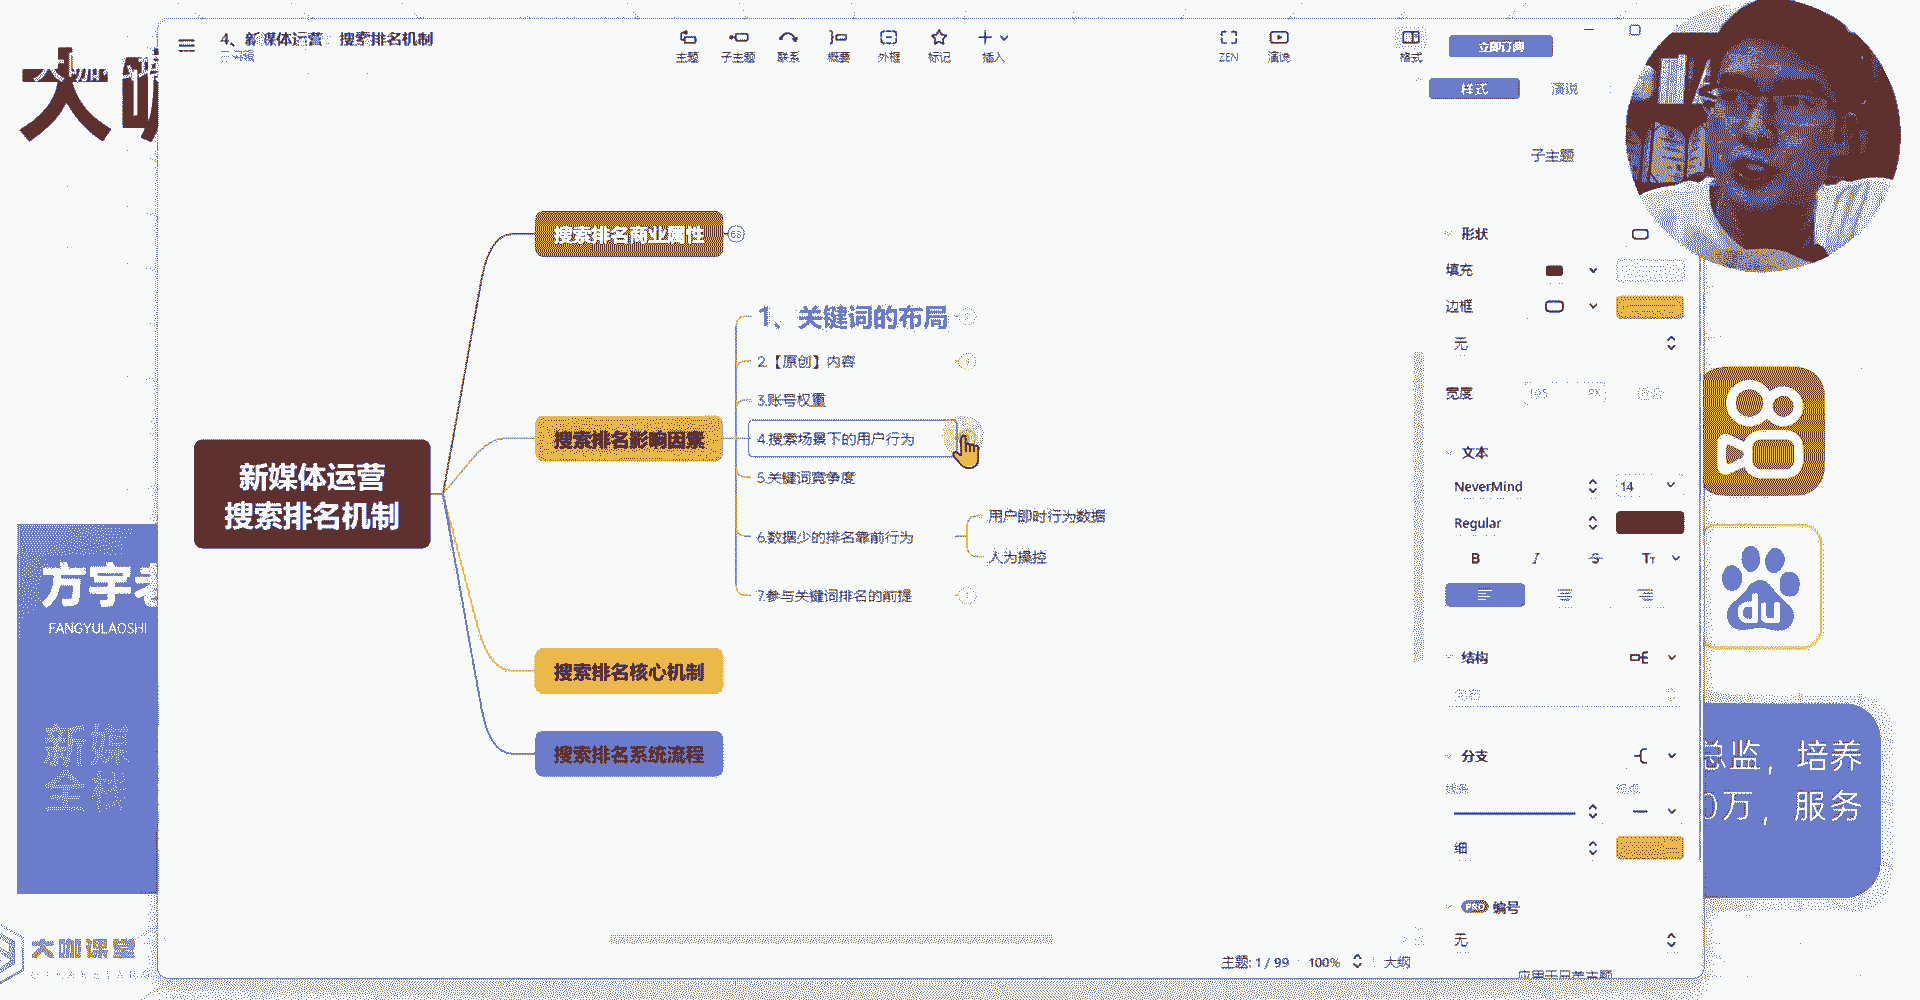 4、新媒体运营 搜索排名机制
已编辑
主题
子主题
联系
概要
外框
标记
插入
ZEN
演说
格式
立即订阅
样式
演说
子主题
大
搜索排名商业属性
68
1、关键词的布局
2.【原创】内容
3.账号权重
4.搜索场景下的用户行为
5.关键词竞争度
6.数据少的排名靠前行为
用户即时行为数据
人为操控
7.参与关键词排名的前提
搜索排名影响因素
新媒体运营
搜索排名机制
搜索排名核心机制
搜索排名系统流程
形状
填充
边框
无
宽度
195
PX
文本
NeverMind
14
Regular
B
I
S
TT
结构
分支
细
PRO 编号
无
主题: 1 / 99
100%
大纲
方宇老
FANGYULAOSHI
新媒
全栈
大咖课堂
du
总监，培养
0万，服务